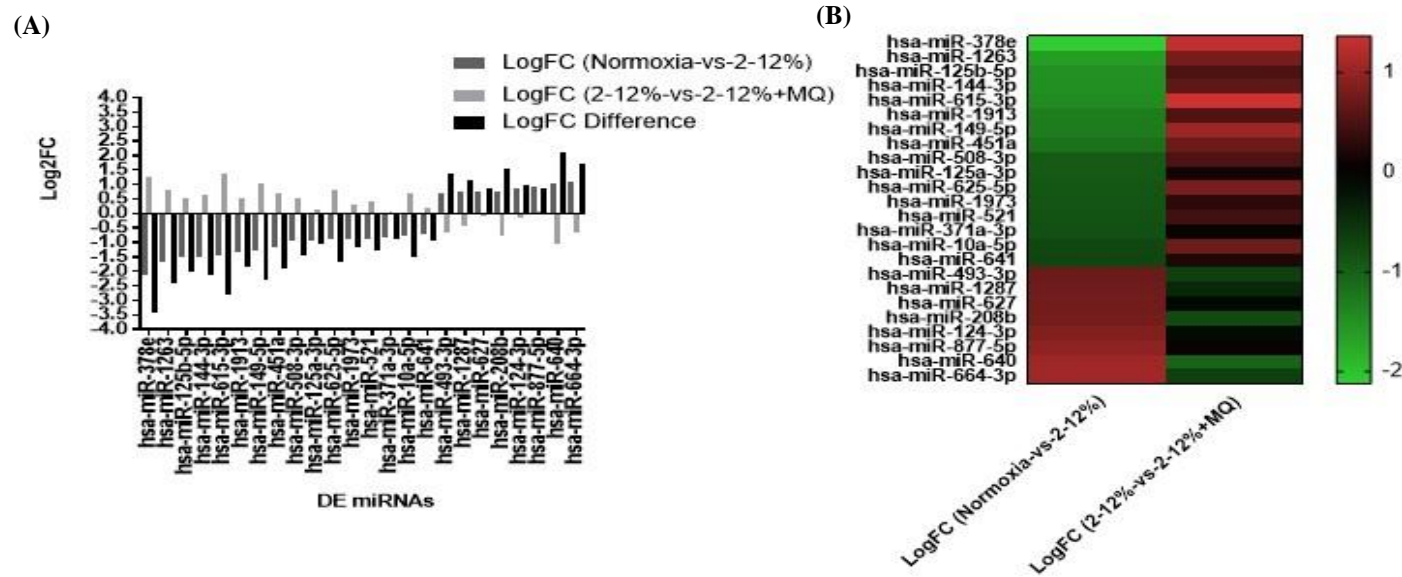 (A)
LogFC (Normoxia-vs-2-12%)
LogFC (2-12%-vs-2-12%+MQ)
LogFC Difference
Log2FC
4.0
3.5
3.0
2.5
2.0
1.5
1.0
0.5
0.0
-0.5
-1.0
-1.5
-2.0
-2.5
-3.0
-3.5
-4.0
hsa-miR-378e
hsa-miR-1263
hsa-miR-125b-5p
hsa-miR-144-3p
hsa-miR-615-3p
hsa-miR-1913
hsa-miR-149-5p
hsa-miR-451a
hsa-miR-508-3p
hsa-miR-125a-3p
hsa-miR-625-5p
hsa-miR-1973
hsa-miR-521
hsa-miR-371a-3p
hsa-miR-10a-5p
hsa-miR-641
hsa-miR-493-3p
hsa-miR-1287
hsa-miR-627
hsa-miR-208b
hsa-miR-124-3p
hsa-miR-877-5p
hsa-miR-640
hsa-miR-664-3p
DE miRNAs
(B)
hsa-miR-378e
hsa-miR-1263
hsa-miR-125b-5p
hsa-miR-144-3p
hsa-miR-615-3p
hsa-miR-1913
hsa-miR-149-5p
hsa-miR-451a
hsa-miR-508-3p
hsa-miR-125a-3p
hsa-miR-625-5p
hsa-miR-1973
hsa-miR-521
hsa-miR-371a-3p
hsa-miR-10a-5p
hsa-miR-641
hsa-miR-493-3p
hsa-miR-1287
hsa-miR-627
hsa-miR-208b
hsa-miR-124-3p
hsa-miR-877-5p
hsa-miR-640
hsa-miR-664-3p
LogFC (Normoxia-vs-2-12%)
LogFC (2-12%-vs-2-12%+MQ)
1
0
-1
-2